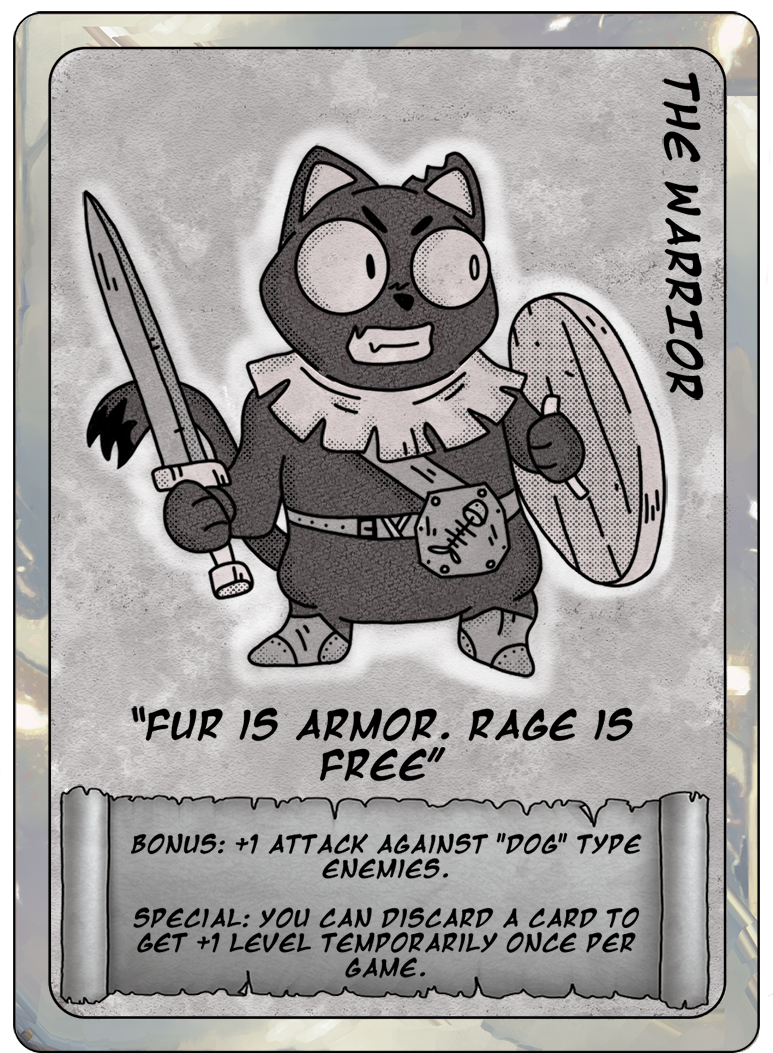 THE WARRIOR
"FUR IS ARMOR. RAGE IS
FREE"
BONUS: +1 ATTACK AGAINST "DOG" TYPE
ENEMIES.
SPECIAL: YOU CAN DISCARD A CARD TO
GET +1 LEVEL TEMPORARILY ONCE PER
GAME.